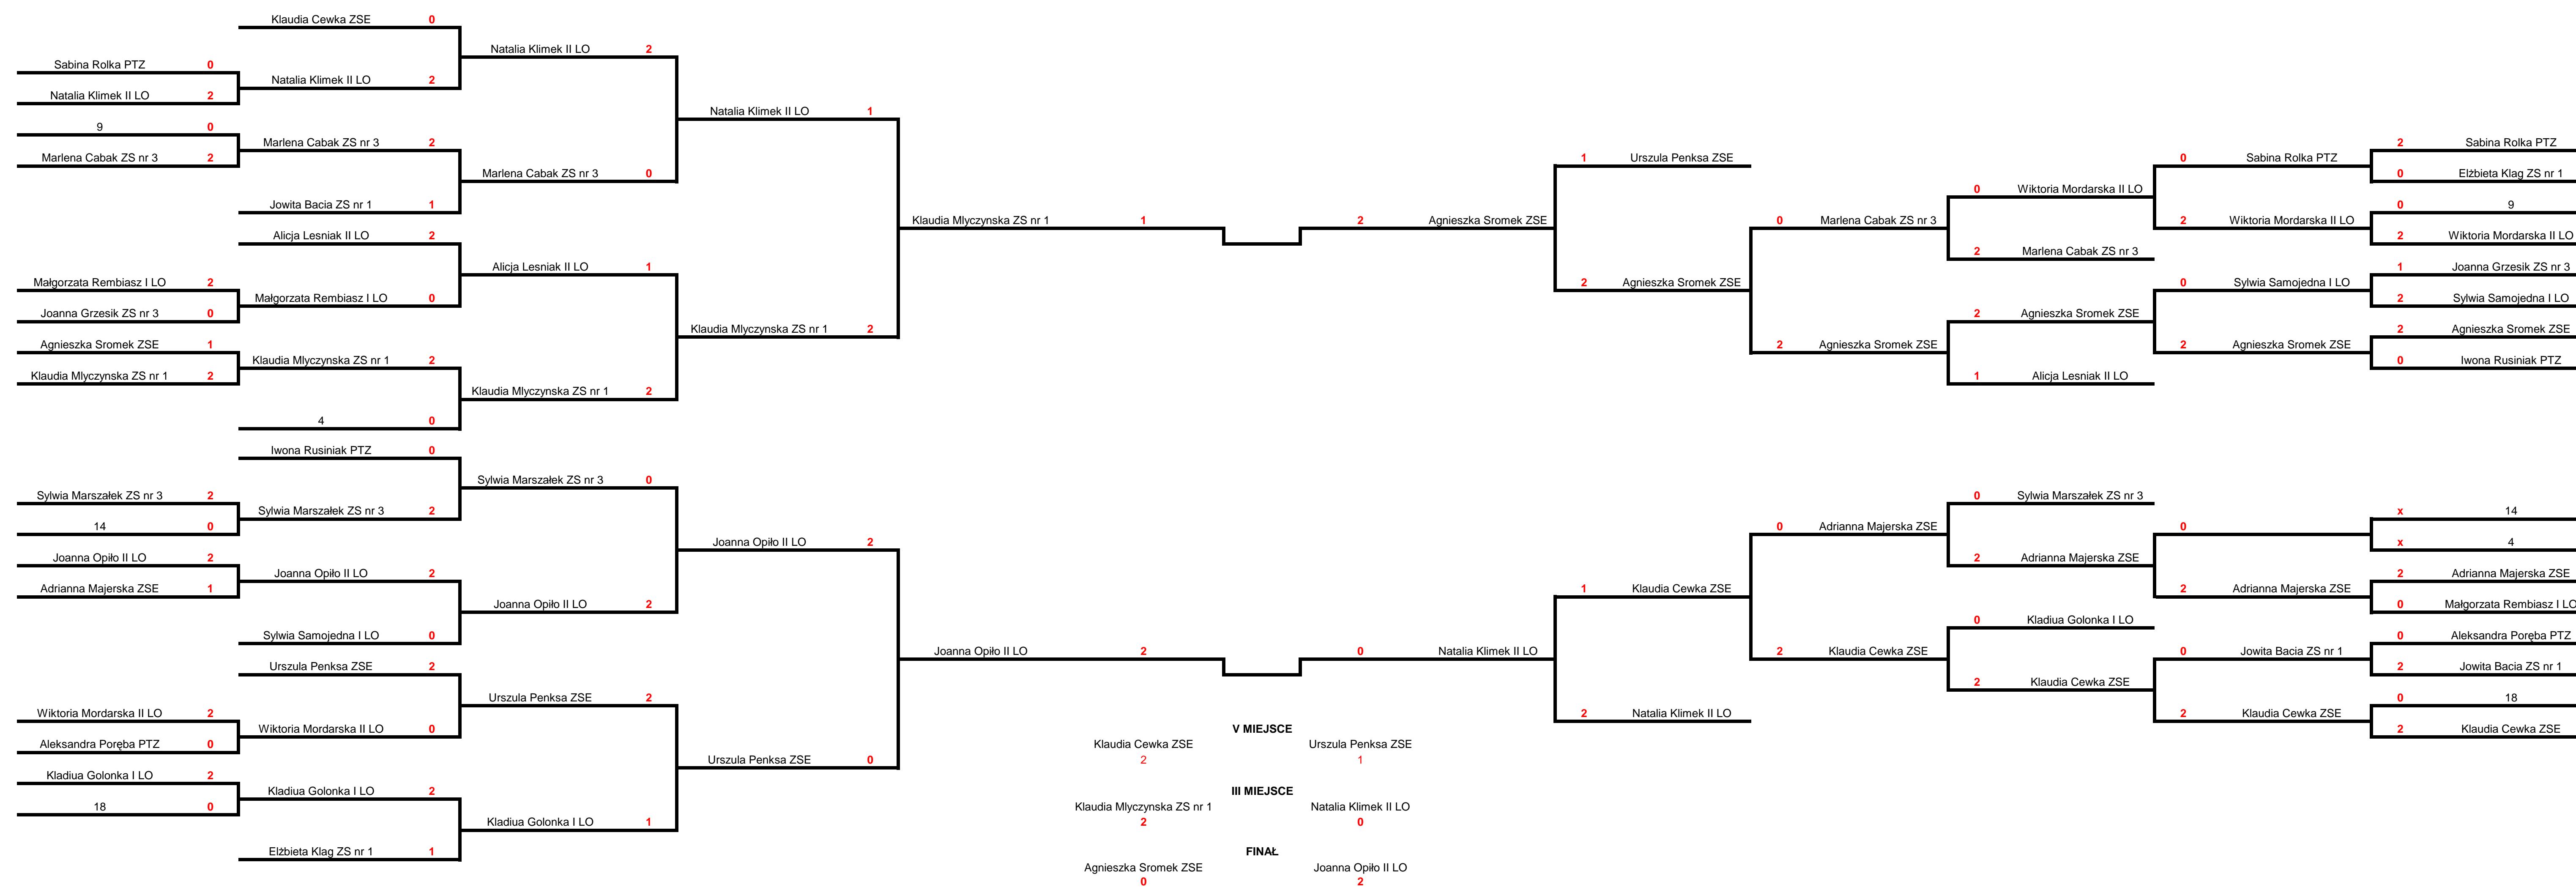 Klaudia Cewka ZSE 0
Natalia Klimek II LO 2
Sabina Rolka PTZ 0
Natalia Klimek II LO 2
Natalia Klimek II LO 2
Natalia Klimek II LO 1
9 0
Marlena Cabak ZS nr 3 2
Marlena Cabak ZS nr 3 2
Marlena Cabak ZS nr 3 0
Jowita Bacia ZS nr 1 1
Klaudia Mlyczynska ZS nr 1 1
Alicja Lesniak II LO 2
Alicja Lesniak II LO 1
Małgorzata Rembiasz I LO 2
Małgorzata Rembiasz I LO 0
Joanna Grzesik ZS nr 3 0
Klaudia Mlyczynska ZS nr 1 2
Agnieszka Sromek ZSE 1
Klaudia Mlyczynska ZS nr 1 2
Klaudia Mlyczynska ZS nr 1 2
Klaudia Mlyczynska ZS nr 1 2
4 0
Iwona Rusiniak PTZ 0
Sylwia Marszałek ZS nr 3 0
Sylwia Marszałek ZS nr 3 2
Sylwia Marszałek ZS nr 3 2
14 0
Joanna Opiło II LO 2
Joanna Opiło II LO 2
Joanna Opiło II LO 2
Adrianna Majerska ZSE 1
Joanna Opiło II LO 2
Sylwia Samojedna I LO 0
Joanna Opiło II LO 2
Urszula Penksa ZSE 2
Urszula Penksa ZSE 2
Wiktoria Mordarska II LO 2
Wiktoria Mordarska II LO 0
Aleksandra Poręba PTZ 0
Urszula Penksa ZSE 0
Kladiua Golonka I LO 2
Kladiua Golonka I LO 2
18 0
Kladiua Golonka I LO 1
Elżbieta Klag ZS nr 1 1
2 Agnieszka Sromek ZSE
1 Urszula Penksa ZSE
2 Agnieszka Sromek ZSE
0 Marlena Cabak ZS nr 3
2 Agnieszka Sromek ZSE
0 Wiktoria Mordarska II LO
2 Marlena Cabak ZS nr 3
2 Agnieszka Sromek ZSE
1 Alicja Lesniak II LO
0 Sabina Rolka PTZ
2 Wiktoria Mordarska II LO
0 Sylwia Samojedna I LO
2 Agnieszka Sromek ZSE
2 Sabina Rolka PTZ
0 Elżbieta Klag ZS nr 1
0 9
2 Wiktoria Mordarska II LO
1 Joanna Grzesik ZS nr 3
2 Sylwia Samojedna I LO
2 Agnieszka Sromek ZSE
0 Iwona Rusiniak PTZ
0 Natalia Klimek II LO
1 Klaudia Cewka ZSE
2 Natalia Klimek II LO
0 Adrianna Majerska ZSE
2 Klaudia Cewka ZSE
0 Sylwia Marszałek ZS nr 3
2 Adrianna Majerska ZSE
0 Kladiua Golonka I LO
2 Klaudia Cewka ZSE
0
2 Adrianna Majerska ZSE
0 Jowita Bacia ZS nr 1
2 Klaudia Cewka ZSE
x 14
x 4
2 Adrianna Majerska ZSE
0 Małgorzata Rembiasz I LO
0 Aleksandra Poręba PTZ
2 Jowita Bacia ZS nr 1
0 18
2 Klaudia Cewka ZSE
V MIEJSCE
Klaudia Cewka ZSE Urszula Penksa ZSE
2 1
III MIEJSCE
Klaudia Mlyczynska ZS nr 1 Natalia Klimek II LO
2 0
FINAŁ
Agnieszka Sromek ZSE Joanna Opiło II LO
0 2